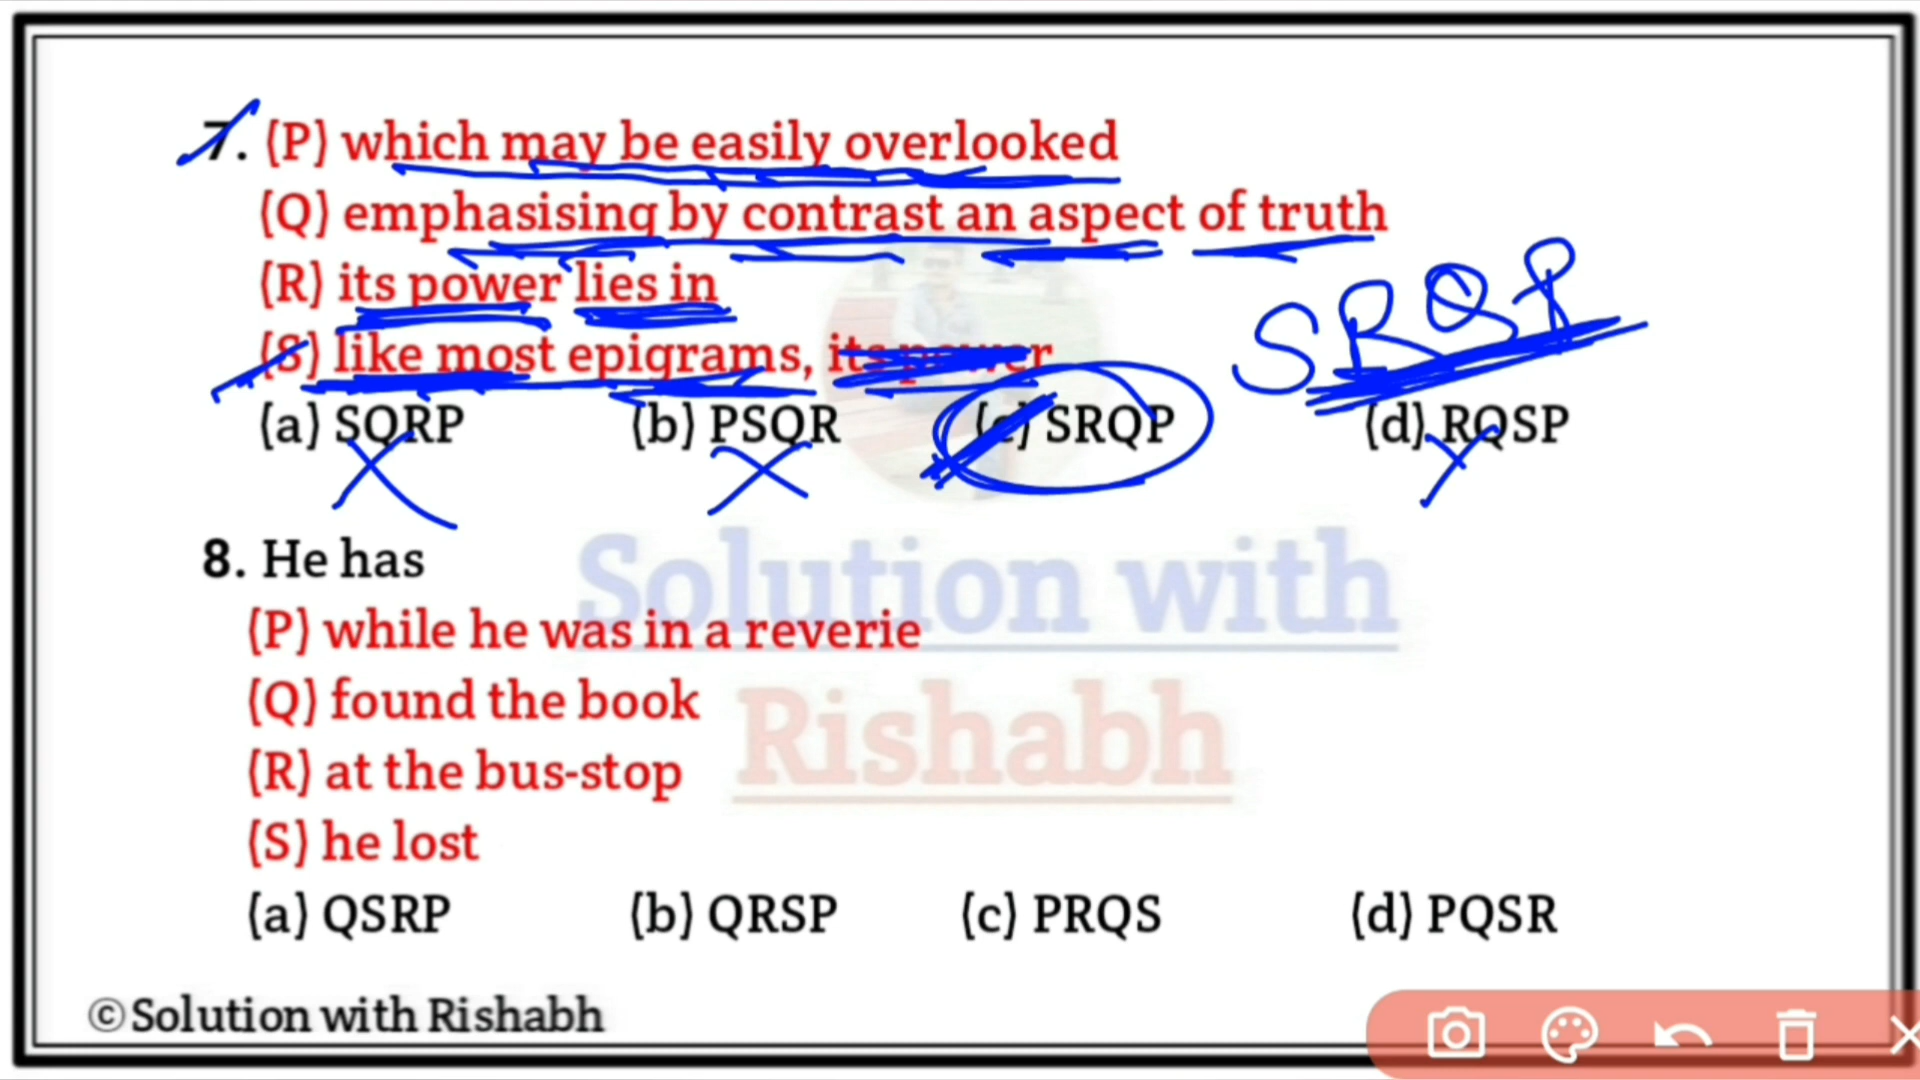 7. (P) which may be easily overlooked
(Q) emphasising by contrast an aspect of truth
(R) its power lies in
(S) like most epigrams, its power
SRQP
(a) SQRP (b) PSQR (c) SRQP (d) RQSP
8. He has
(P) while he was in a reverie
(Q) found the book
(R) at the bus-stop
(S) he lost
(a) QSRP (b) QRSP (c) PRQS (d) PQSR
Solution with
Rishabh
©Solution with Rishabh